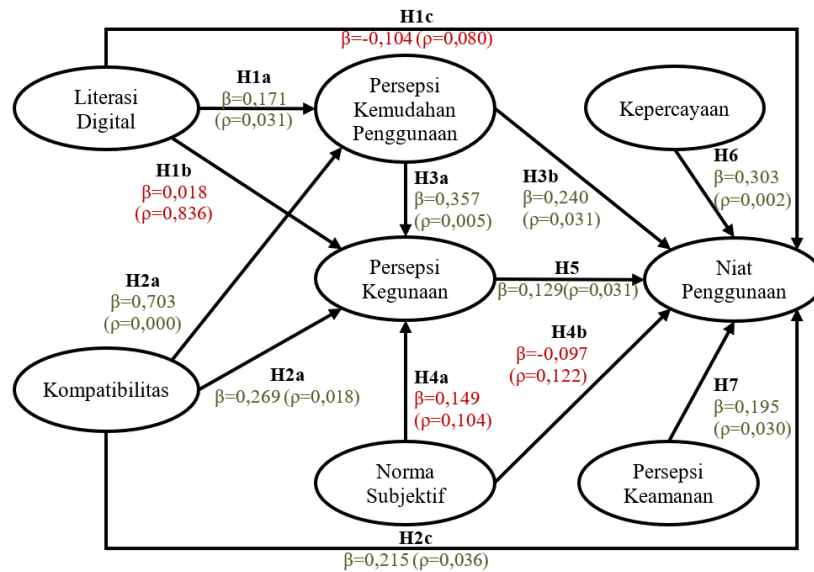 H1c
β=-0,104 (ρ=0,080)
Literasi
Digital
H1a
β=0,171
(ρ=0,031)
Persepsi
Kemudahan
Penggunaan
Kepercayaan
H1b
β=0,018
(ρ=0,836)
H3a
β=0,357
(ρ=0,005)
H3b
β=0,240
(ρ=0,031)
H6
β=0,303
(ρ=0,002)
H2a
β=0,703
(ρ=0,000)
Persepsi
Kegunaan
H5
β=0,129(ρ=0,031)
Niat
Penggunaan
Kompatibilitas
H2a
β=0,269 (ρ=0,018)
H4a
β=0,149
(ρ=0,104)
H4b
β=-0,097
(ρ=0,122)
H7
β=0,195
(ρ=0,030)
Norma
Subjektif
Persepsi
Keamanan
H2c
β=0,215 (ρ=0,036)